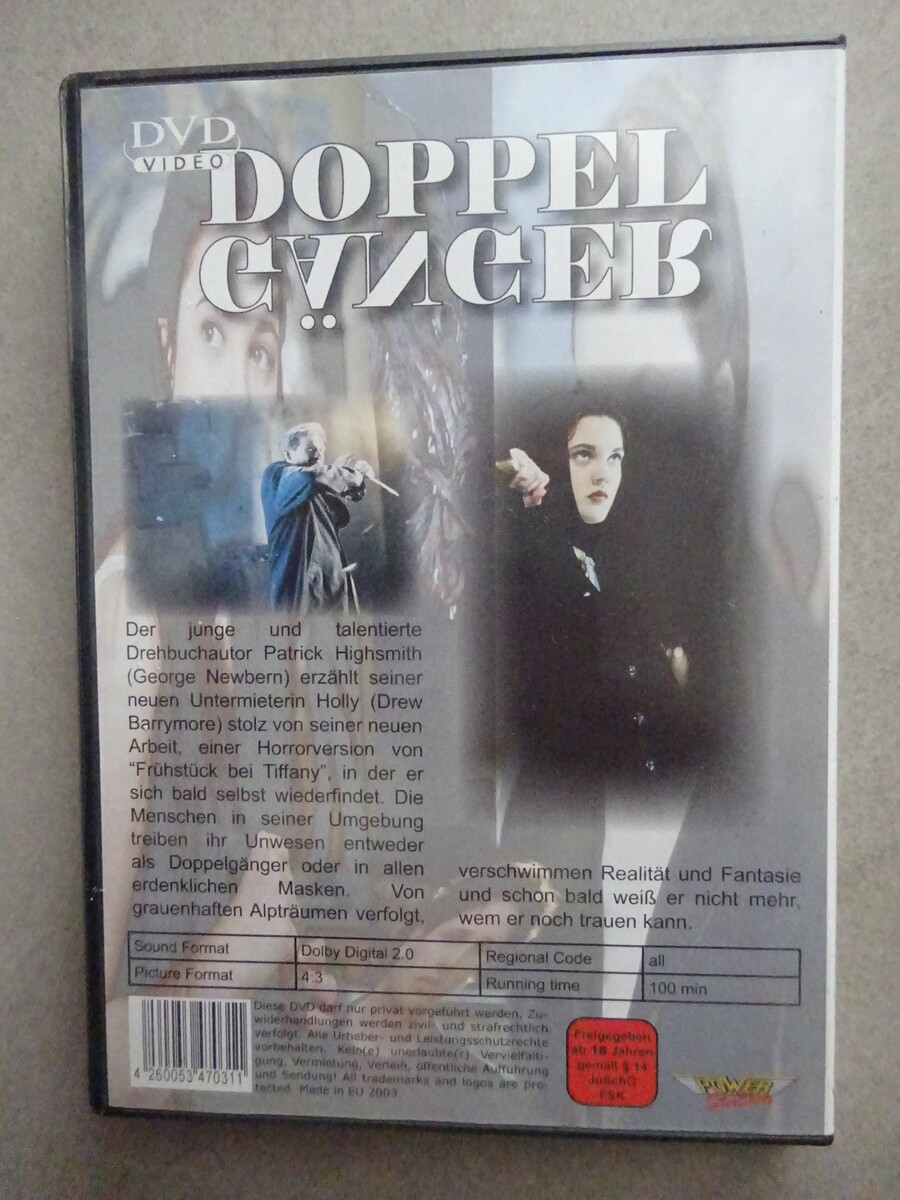 DVD
VIDEO
DOPPEL
GÄNGER
Der junge und talentierte
Drehbuchautor Patrick Highsmith
(George Newbern) erzählt seiner
neuen Untermieterin Holly (Drew
Barrymore) stolz von seiner neuen
Arbeit, einer Horrorversion von
“Frühstück bei Tiffany”, in der er
sich bald selbst wiederfindet. Die
Menschen in seiner Umgebung
treiben ihr Unwesen entweder
als Doppelgänger oder in allen
erdenklichen Masken. Von
grauenhaften Alpträumen verfolgt,
verschwimmen Realität und Fantasie
und schon bald weiß er nicht mehr,
wem er noch trauen kann.
Sound Format Dolby Digital 2.0 Regional Code all
Picture Format 4:3 Running time 100 min
Diese DVD darf nur privat vorgeführt werden, Zu-
widerhandlungen werden zivil- und strafrechtlich
verfolgt. Alle Urheber- und Leistungsschutzrechte
vorbehalten. Kein(e) unerlaubte(r) Vervielfälti-
gung, Vermietung, Verleih, öffentliche Aufführung
und Sendung! All trademarks and logos are pro-
tected. Made in EU 2003
4 260053 470311
Freigegeben
ab 18 Jahren
gemäß § 14
JuSchG
FSK
POWER
Station